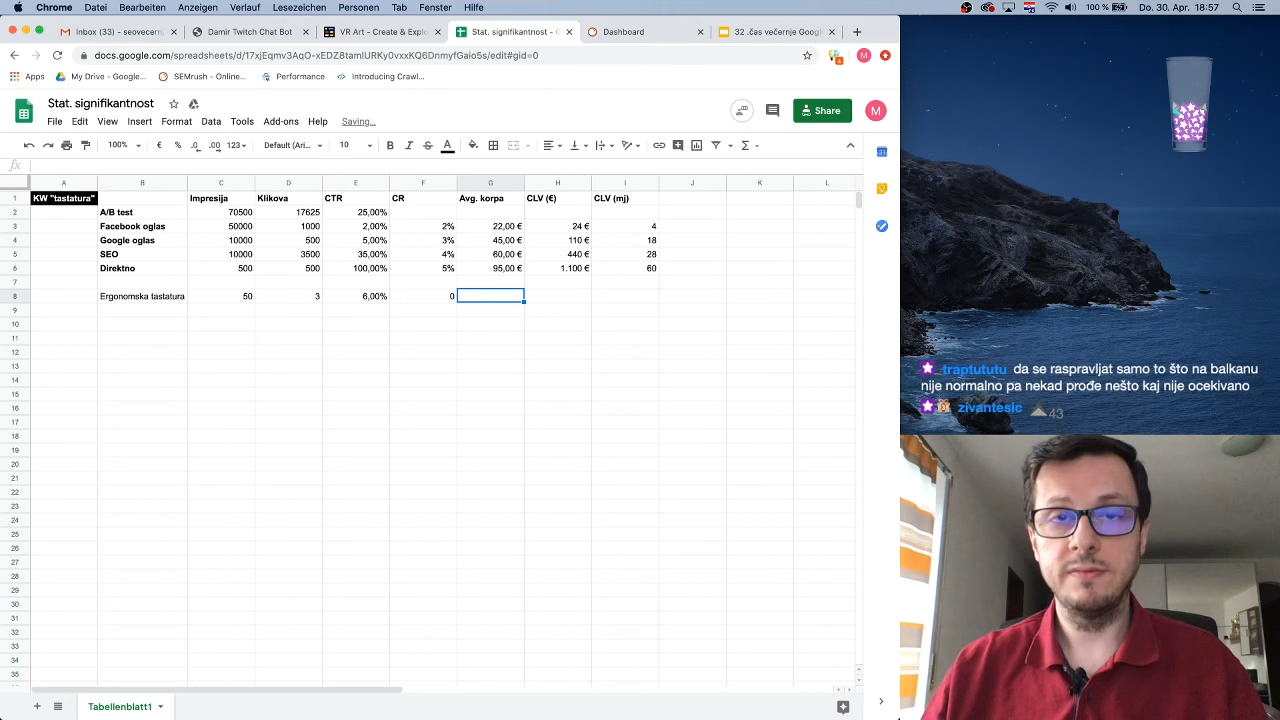 Chrome Datei Bearbeiten Anzeigen Verlauf Lesezeichen Personen Tab Fenster Hilfe 100 % Do. 30. Apr. 18:57
Inbox (33) - seovecern Damir Twitch Chat Bot VR Art - Create & Explo Stat. signifikantnost - G Dashboard 32 .čas večernje Google
docs.google.com/spreadsheets/d/17xjEqmv3AqO-xEDZ8tamIURKy0vxxKO6DnmyfGaio5s/edit#gid=0
Apps My Drive - Google... SEMrush - Online... Performance Introducing Crawl...
Stat. signifikantnost
File Edit View Insert Format Data Tools Add-ons Help Saving...
Share M
100% € % .0 .00 123 Default (Ari... 10 B I S A
fx
A B C D E F G H I J K L
1 KW "tastatura" Impresija Klikova CTR CR Avg. korpa CLV (€) CLV (mj)
2 A/B test 70500 17625 25,00%
3 Facebook oglas 50000 1000 2,00% 2% 22,00 € 24 € 4
4 Google oglas 10000 500 5,00% 3% 45,00 € 110 € 18
5 SEO 10000 3500 35,00% 4% 60,00 € 440 € 28
6 Direktno 500 500 100,00% 5% 95,00 € 1.100 € 60
7
8 Ergonomska tastatura 50 3 6,00% 0
9
10
11
12
13
14
15
16
17
18
19
20
21
22
23
24
25
26
27
28
29
30
31
32
33
34
35
Tabellenblatt1
traptututu da se raspravljat samo to što na balkanu
nije normalno pa nekad prođe nešto kaj nije ocekivano
zivantesic 43